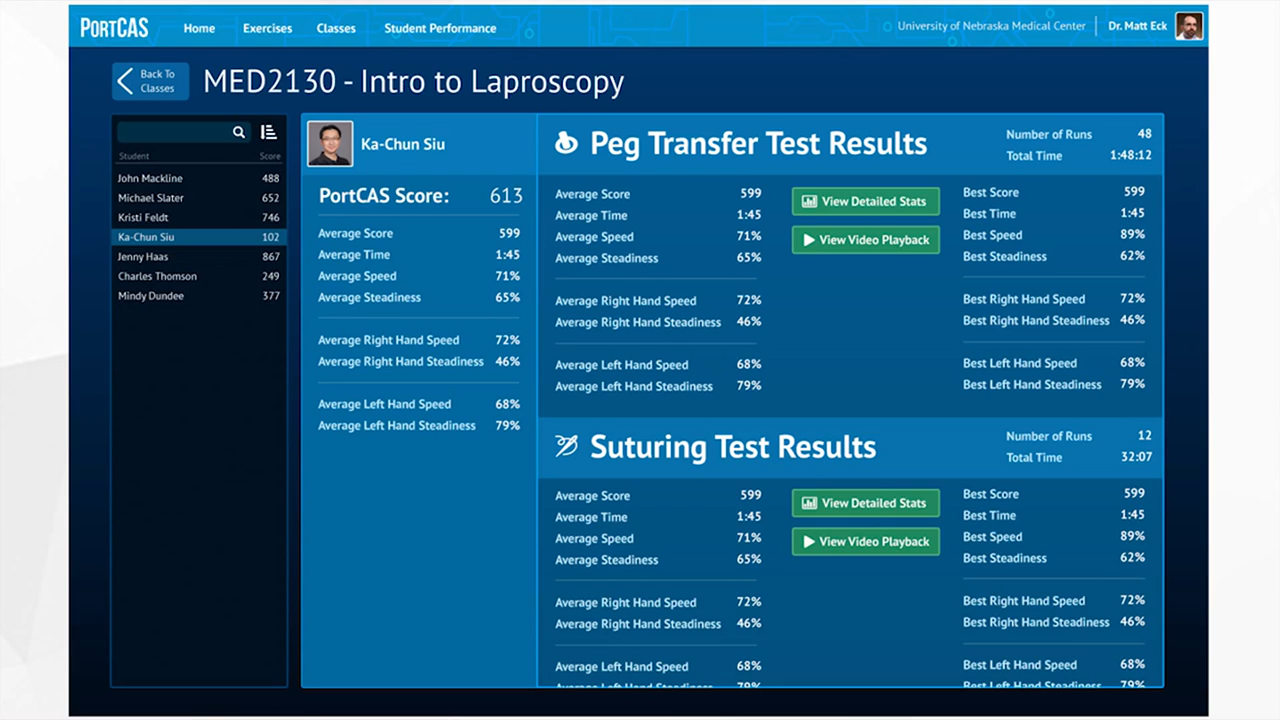 PORTCAS
Home Exercises Classes Student Performance
University of Nebraska Medical Center Dr. Matt Eck
Back To
Classes
MED2130 - Intro to Laproscopy
Student Score
John Mackline 488
Michael Slater 652
Kristi Feldt 746
Ka-Chun Siu 102
Jenny Haas 867
Charles Thomson 249
Mindy Dundee 377
Ka-Chun Siu
PortCAS Score: 613
Average Score 599
Average Time 1:45
Average Speed 71%
Average Steadiness 65%
Average Right Hand Speed 72%
Average Right Hand Steadiness 46%
Average Left Hand Speed 68%
Average Left Hand Steadiness 79%
Peg Transfer Test Results
Number of Runs 48
Total Time 1:48:12
Average Score 599
Average Time 1:45
Average Speed 71%
Average Steadiness 65%
Average Right Hand Speed 72%
Average Right Hand Steadiness 46%
Average Left Hand Speed 68%
Average Left Hand Steadiness 79%
View Detailed Stats
View Video Playback
Best Score 599
Best Time 1:45
Best Speed 89%
Best Steadiness 62%
Best Right Hand Speed 72%
Best Right Hand Steadiness 46%
Best Left Hand Speed 68%
Best Left Hand Steadiness 79%
Suturing Test Results
Number of Runs 12
Total Time 32:07
Average Score 599
Average Time 1:45
Average Speed 71%
Average Steadiness 65%
Average Right Hand Speed 72%
Average Right Hand Steadiness 46%
Average Left Hand Speed 68%
Average Left Hand Steadiness 79%
View Detailed Stats
View Video Playback
Best Score 599
Best Time 1:45
Best Speed 89%
Best Steadiness 62%
Best Right Hand Speed 72%
Best Right Hand Steadiness 46%
Best Left Hand Speed 68%
Best Left Hand Steadiness 79%